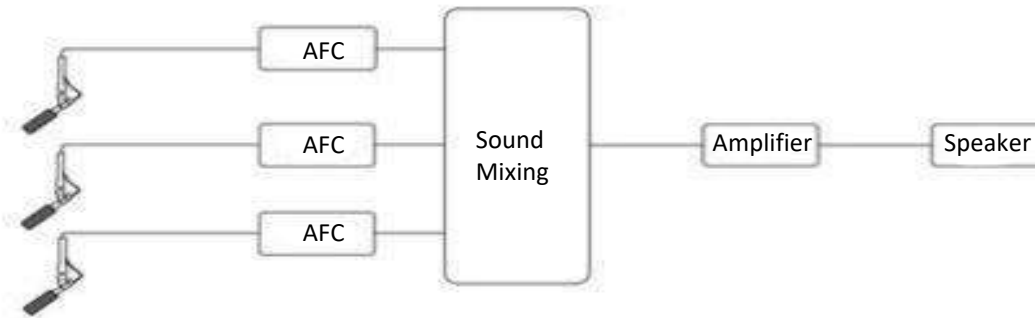 AFC
AFC
Sound
Mixing
Amplifier
Speaker
AFC